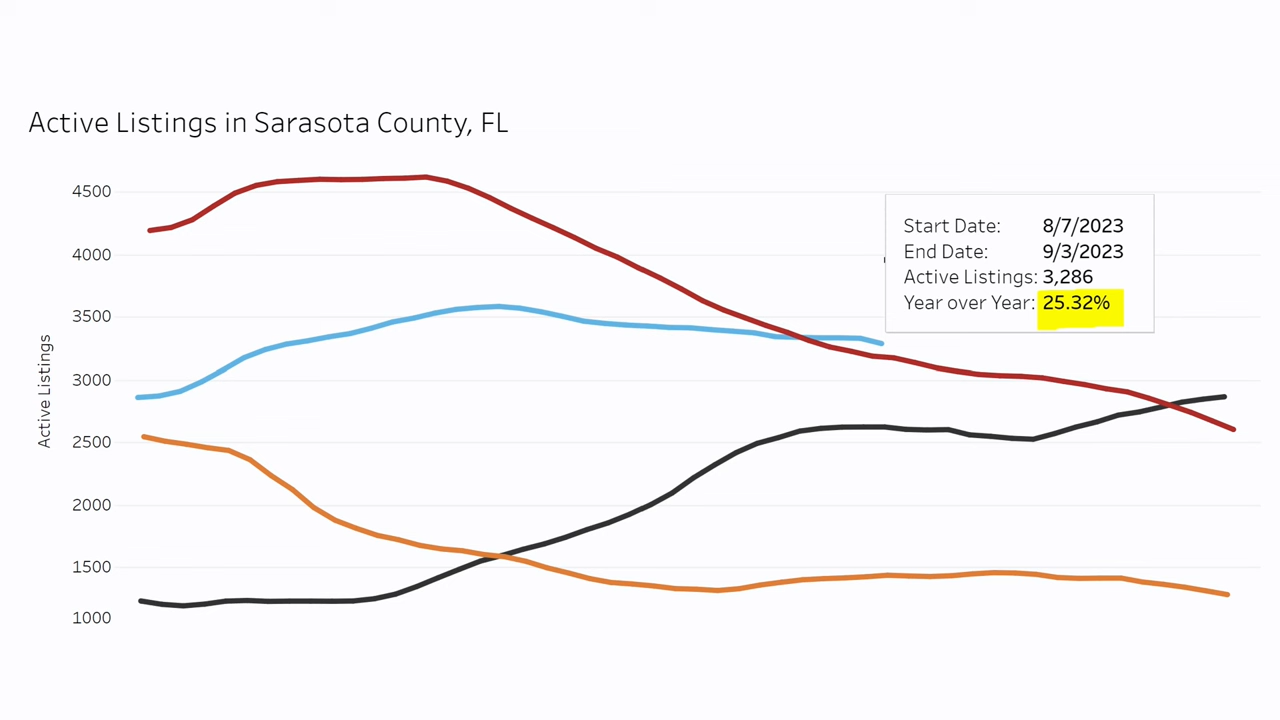 Active Listings in Sarasota County, FL
4500
4000
3500
3000
2500
2000
1500
1000
Active Listings
Start Date: 8/7/2023
End Date: 9/3/2023
Active Listings: 3,286
Year over Year: 25.32%